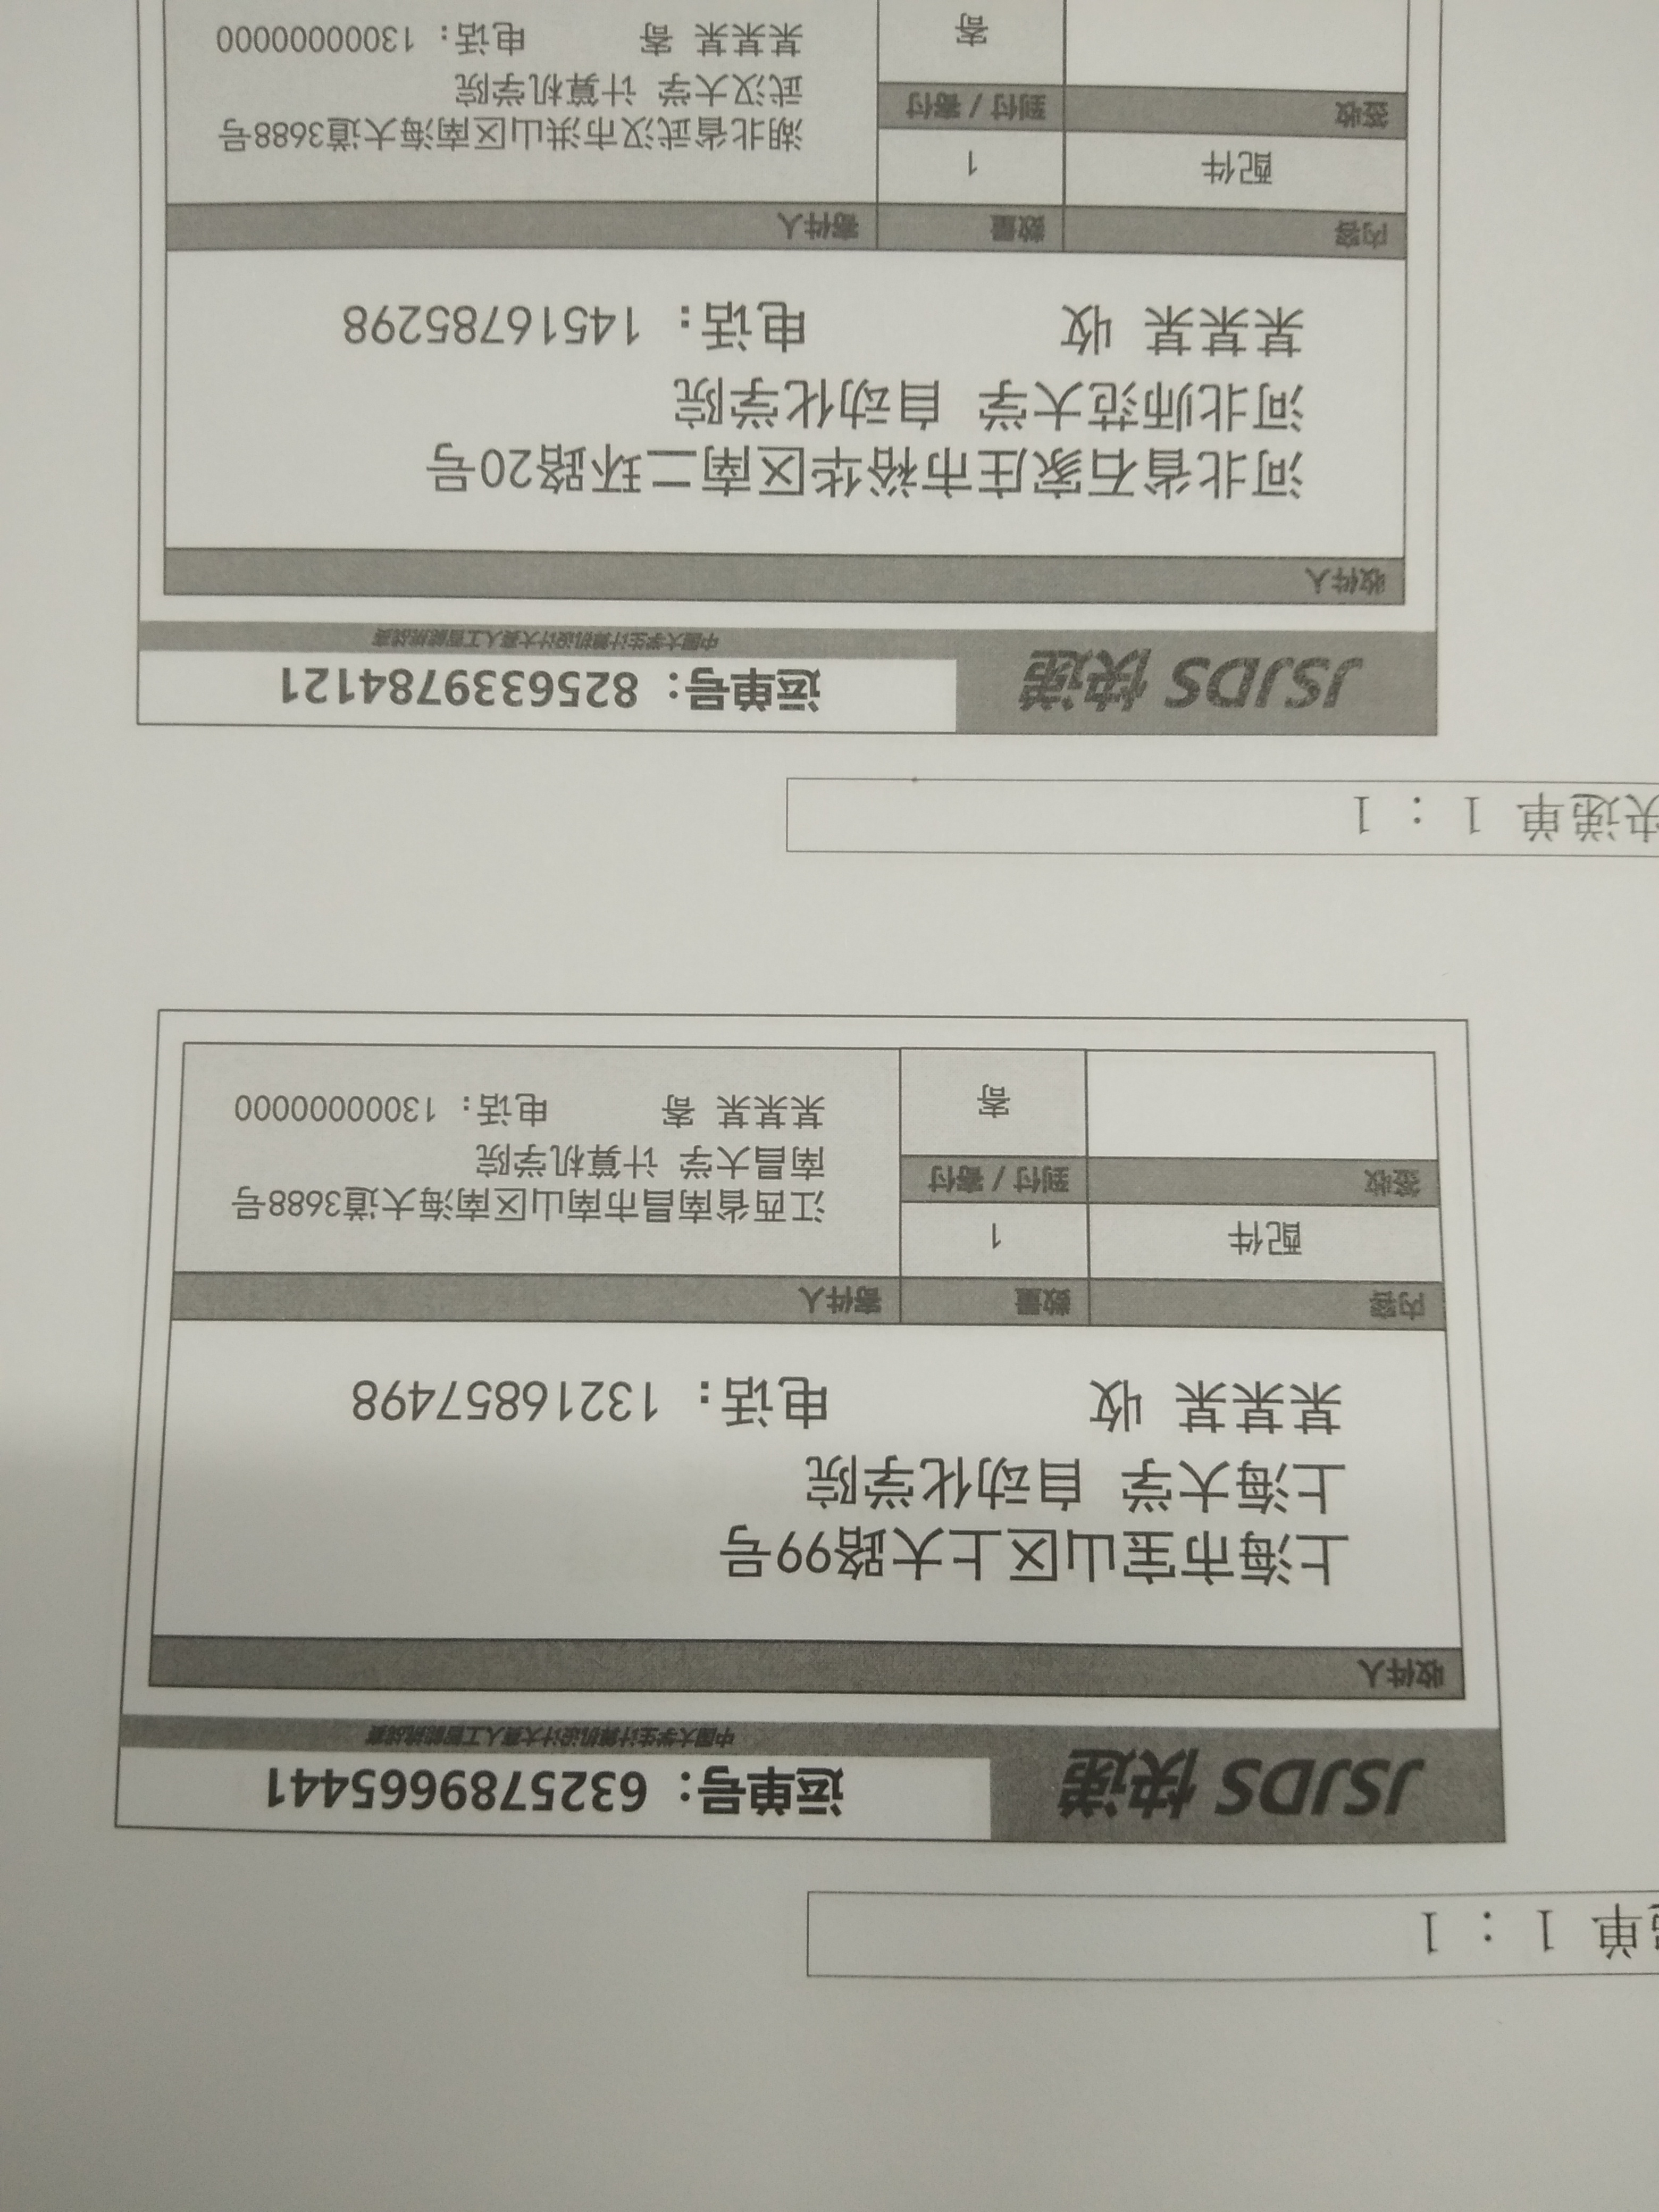 递单 1：1
JSJDS 快递
运单号：6325789665441
中国大学生计算机设计大赛人工智能挑战赛
收件人
上海市宝山区上大路99号
上海大学 自动化学院
某某某 收 电话：13216857498
内容 数量 寄件人
配件 1
江西省南昌市南山区南海大道3688号
南昌大学 计算机学院
签收 到付 / 寄付
寄
某某某 寄 电话：13000000000
快递单 1：1
JSJDS 快递
运单号：8256339784121
中国大学生计算机设计大赛人工智能挑战赛
收件人
河北省石家庄市裕华区南二环路20号
河北师范大学 自动化学院
某某某 收 电话：14516785298
内容 数量 寄件人
配件 1
湖北省武汉市洪山区南海大道3688号
武汉大学 计算机学院
签收 到付 / 寄付
寄
某某某 寄 电话：13000000000